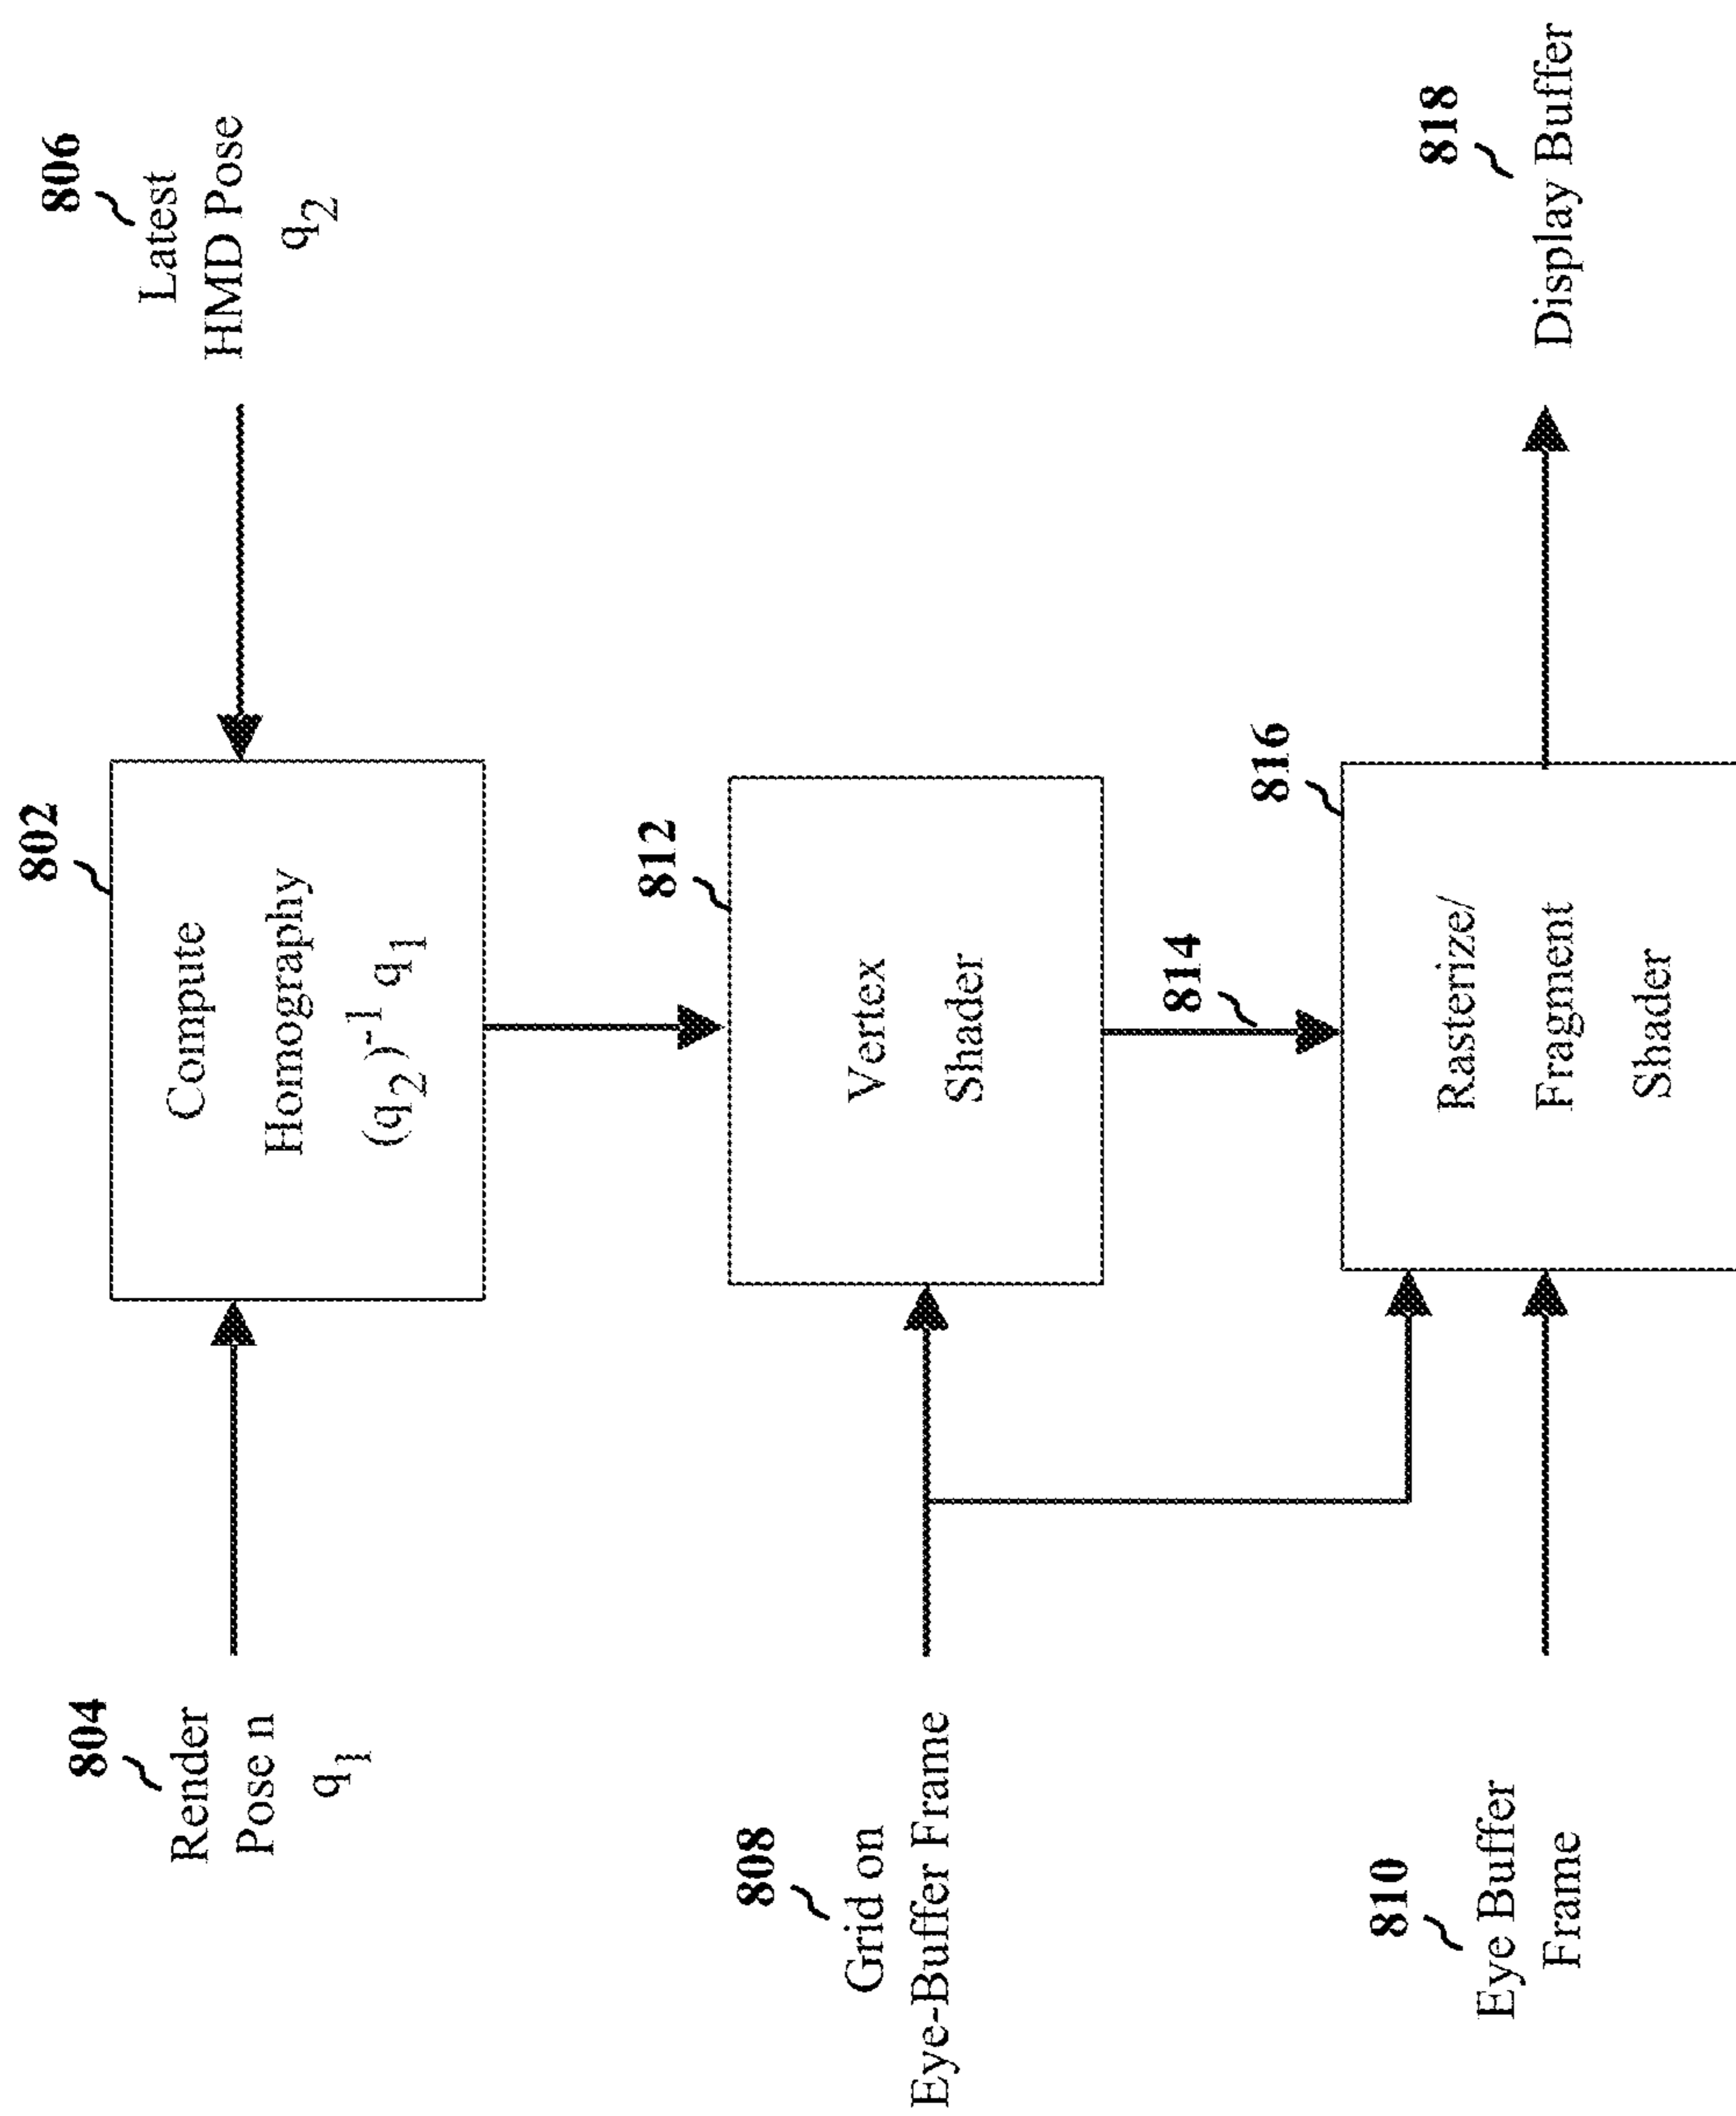 804
Render
Pose n
q1
802
Compute
Homography
(q2)-1 q1
806
Latest
HMD Pose
q2
808
Grid on
Eye-Buffer Frame
812
Vertex
Shader
814
810
Eye Buffer
Frame
816
Rasterize/
Fragment
Shader
818
Display Buffer